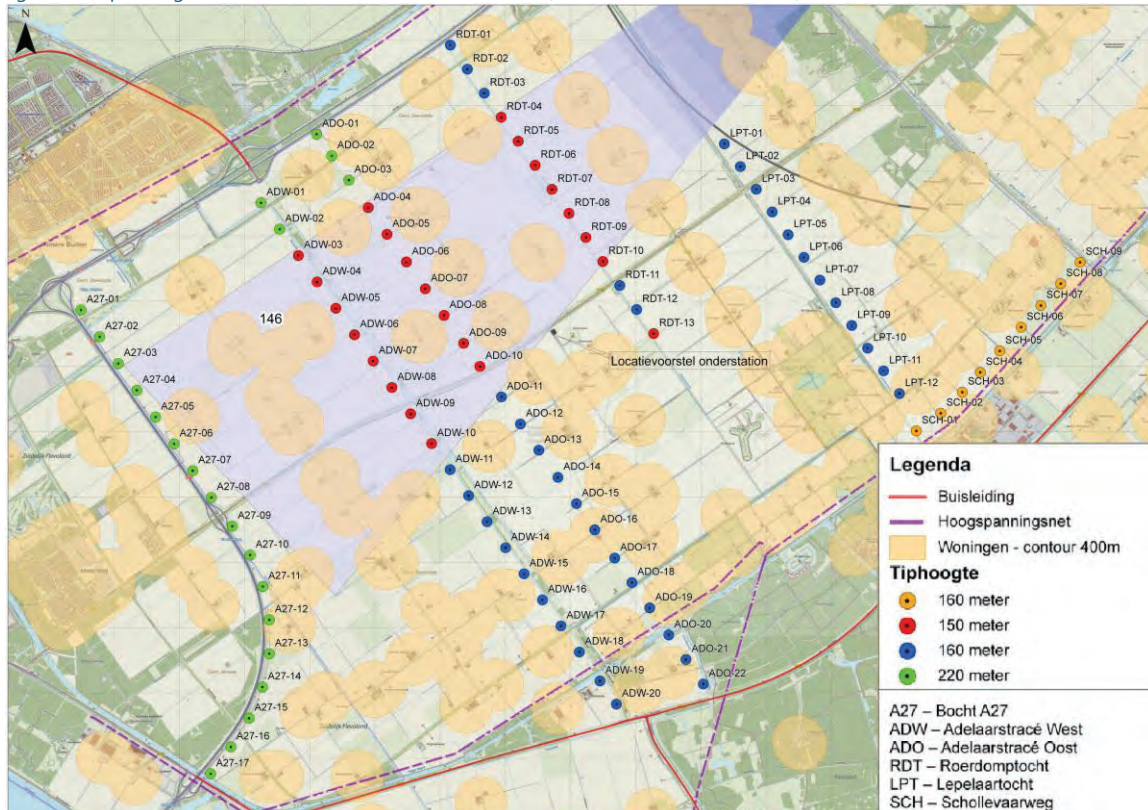 N
RDT-01
RDT-02
RDT-03
RDT-04
RDT-05
RDT-06
RDT-07
RDT-08
RDT-09
RDT-10
RDT-11
RDT-12
RDT-13
Locatievoorstel onderstation
LPT-01
LPT-02
LPT-03
LPT-04
LPT-05
LPT-06
LPT-07
LPT-08
LPT-09
LPT-10
LPT-11
LPT-12
SCH-09
SCH-08
SCH-07
SCH-06
SCH-05
SCH-04
SCH-03
SCH-02
SCH-01
ADO-01
ADO-02
ADO-03
ADO-04
ADO-05
ADO-06
ADO-07
ADO-08
ADO-09
ADO-10
ADO-11
ADO-12
ADO-13
ADO-14
ADO-15
ADO-16
ADO-17
ADO-18
ADO-19
ADO-20
ADO-21
ADO-22
ADW-01
ADW-02
ADW-03
ADW-04
ADW-05
ADW-06
ADW-07
ADW-08
ADW-09
ADW-10
ADW-11
ADW-12
ADW-13
ADW-14
ADW-15
ADW-16
ADW-17
ADW-18
ADW-19
ADW-20
146
A27-01
A27-02
A27-03
A27-04
A27-05
A27-06
A27-07
A27-08
A27-09
A27-10
A27-11
A27-12
A27-13
A27-14
A27-15
A27-16
A27-17
Legenda
Buisleiding
Hoogspanningsnet
Woningen - contour 400m
Tiphoogte
160 meter
150 meter
160 meter
220 meter
A27 – Bocht A27
ADW – Adelaarstracé West
ADO – Adelaarstracé Oost
RDT – Roerdomptocht
LPT – Lepelaartocht
SCH – Schollevaarweg